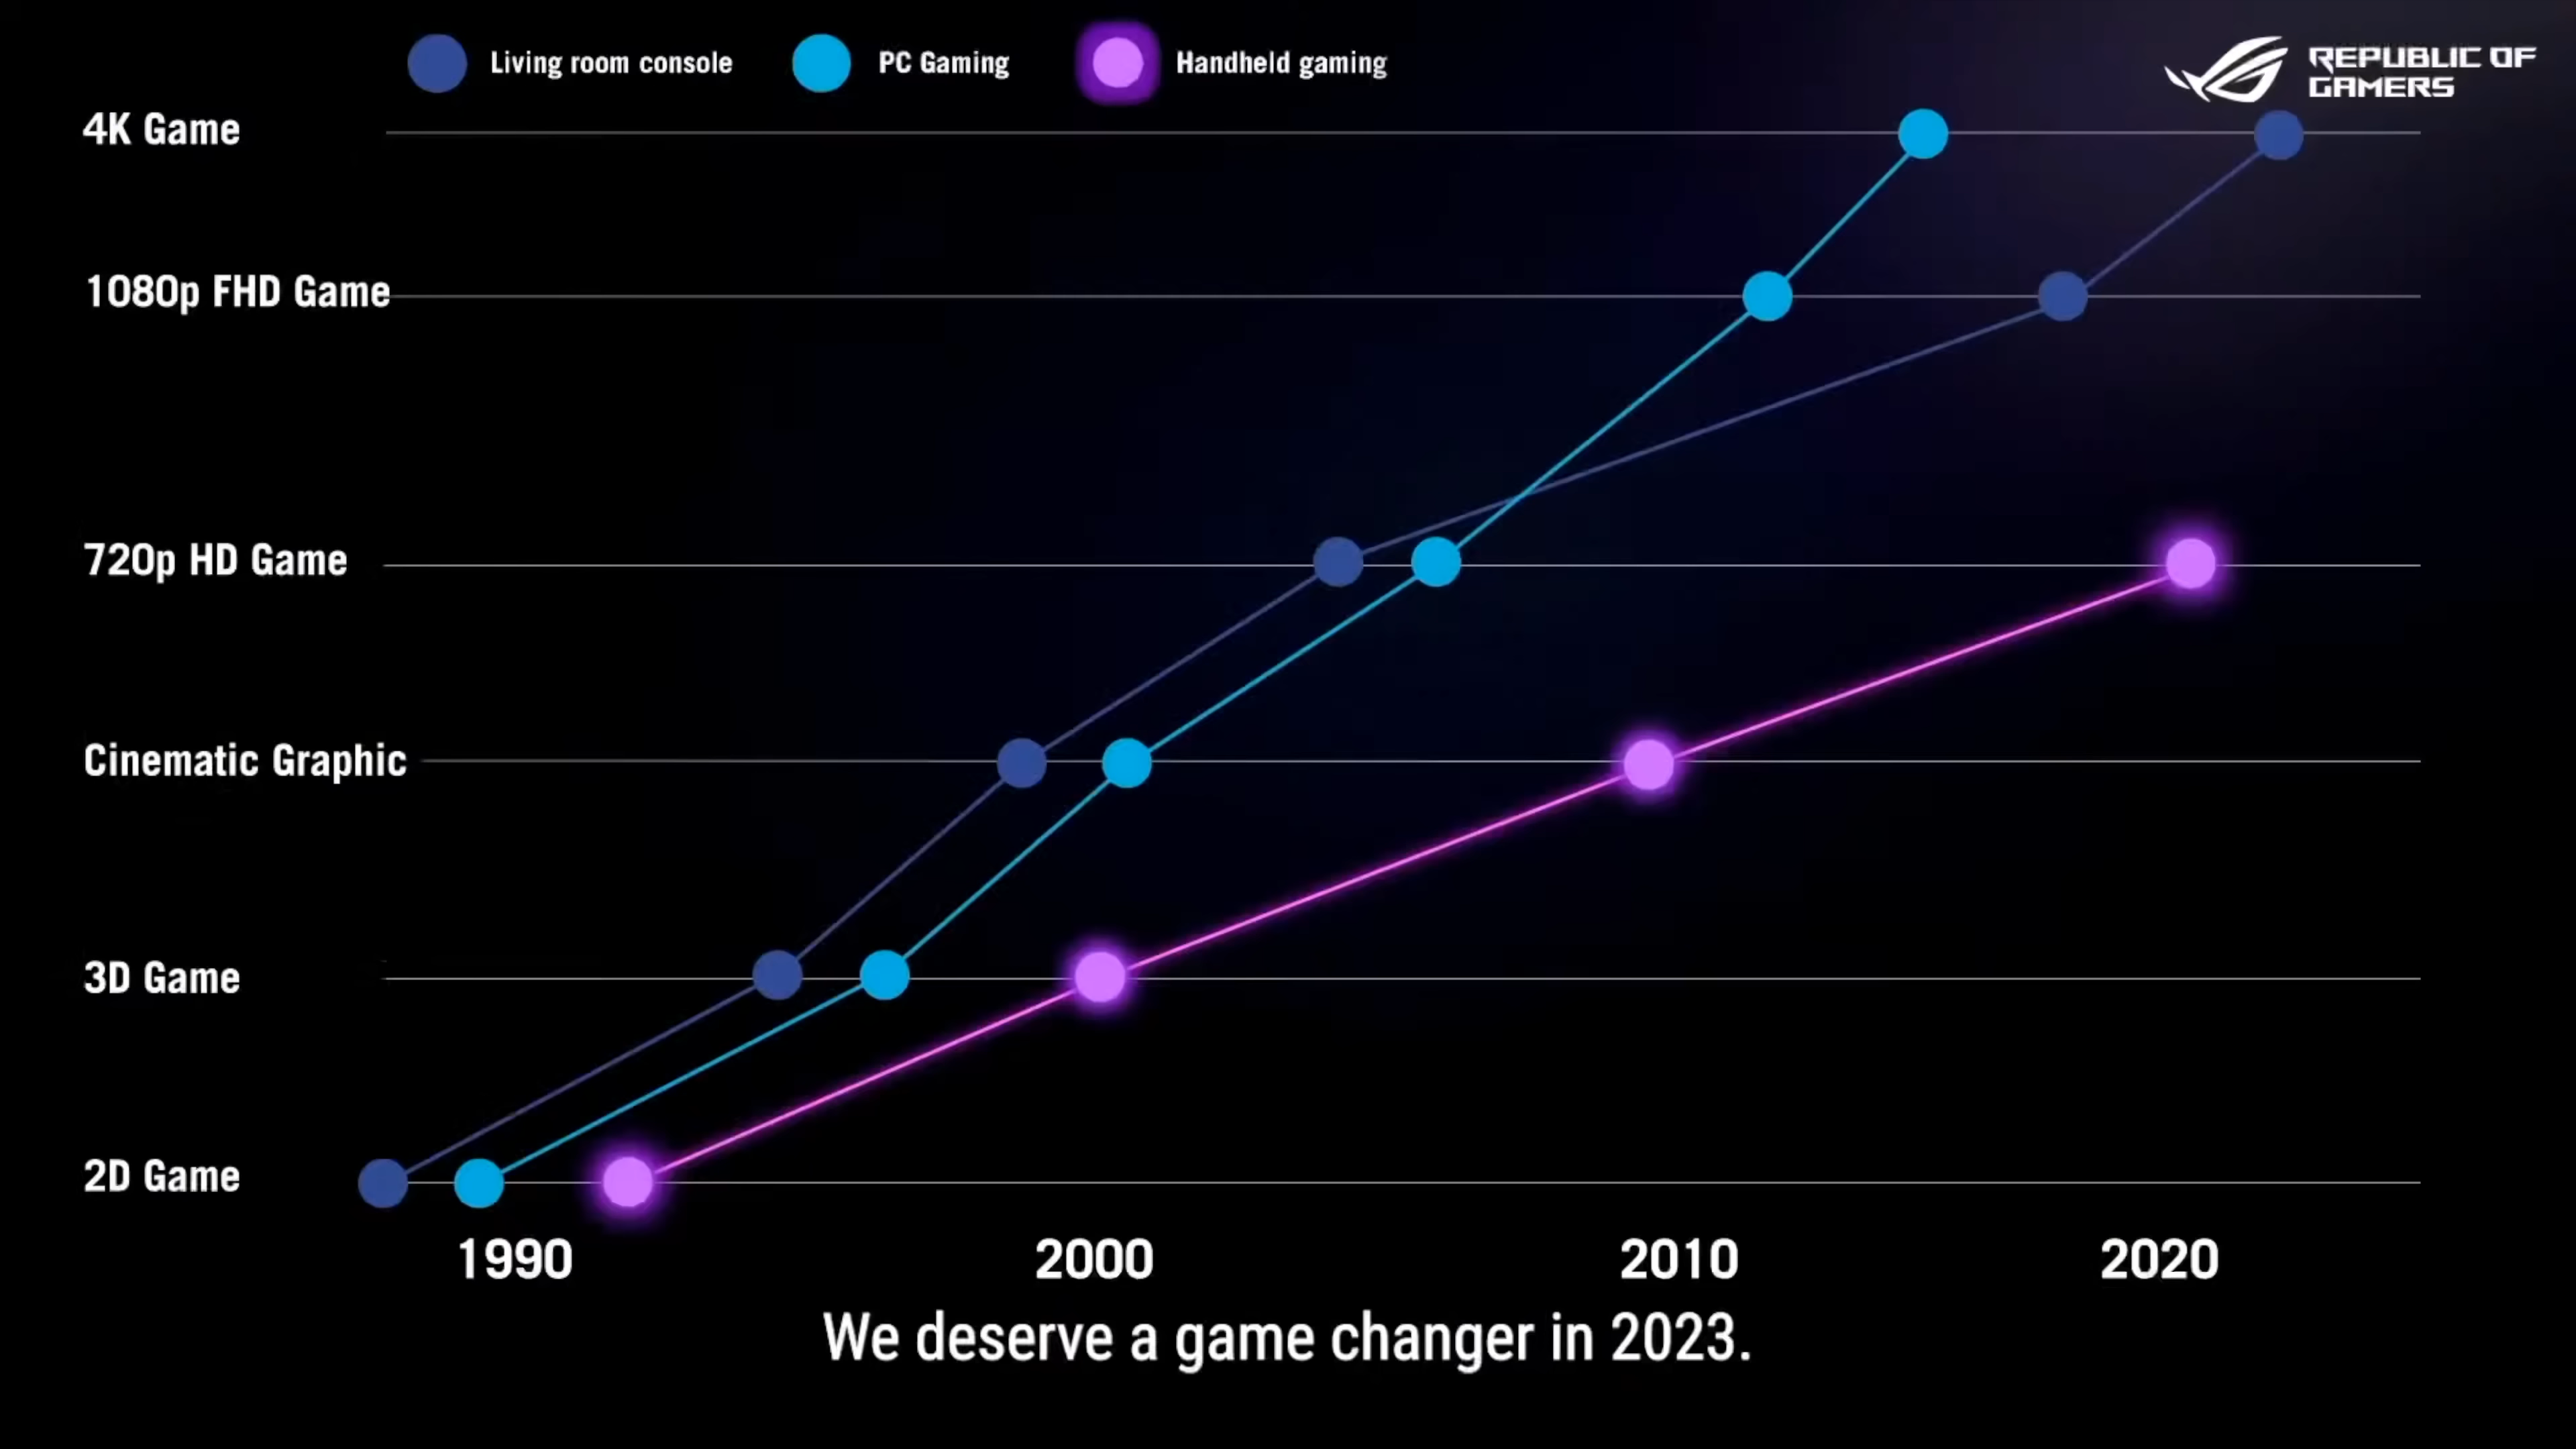 Living room console
PC Gaming
Handheld gaming
REPUBLIC OF
GAMERS
4K Game
1080p FHD Game
720p HD Game
Cinematic Graphic
3D Game
2D Game
1990
2000
2010
2020
We deserve a game changer in 2023.